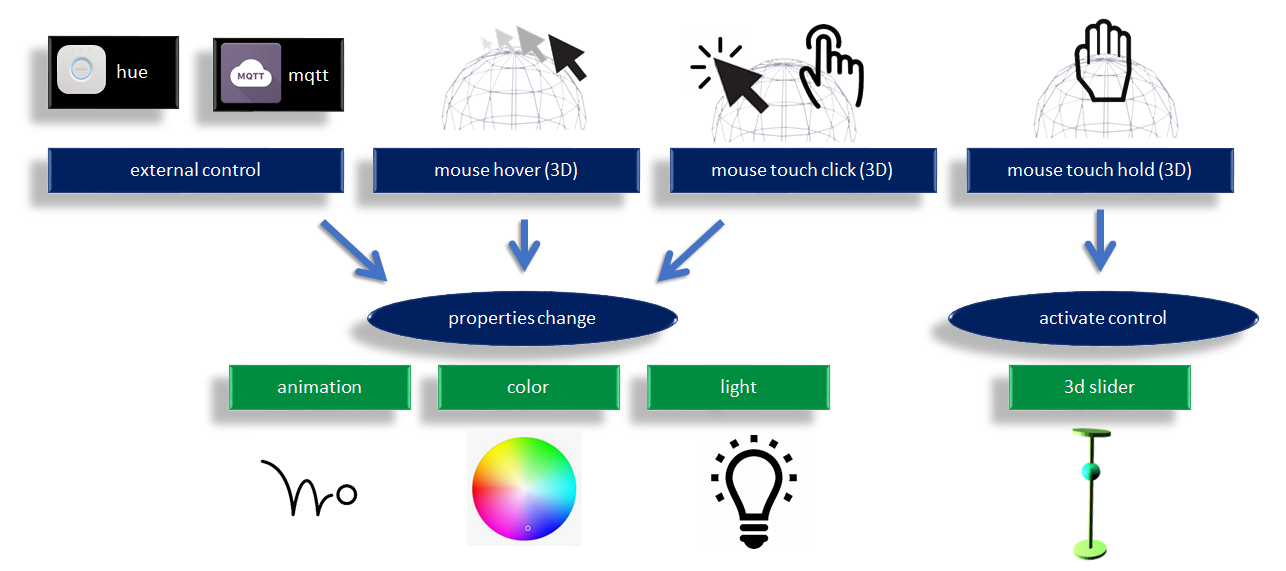 hue
MQTT
mqtt
external control
mouse hover (3D)
mouse touch click (3D)
mouse touch hold (3D)
properties change
activate control
animation
color
light
3d slider